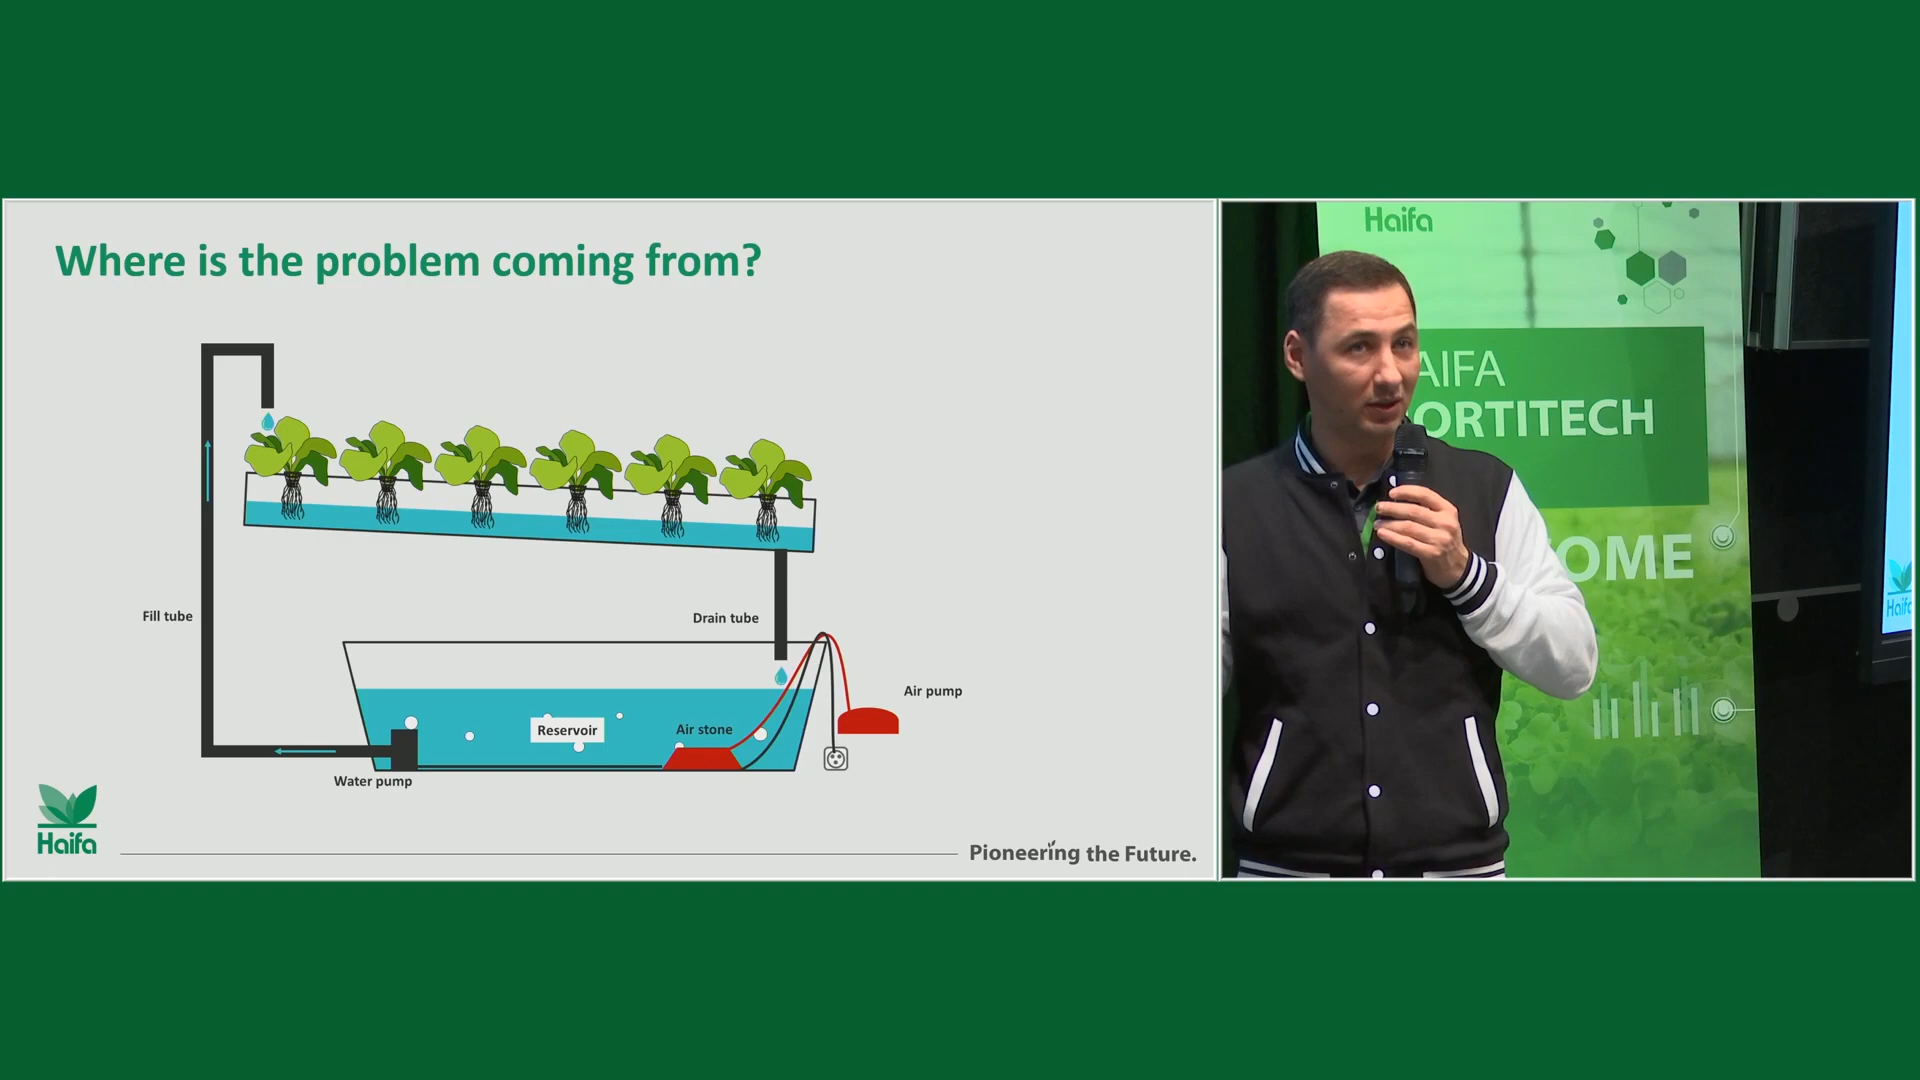 Where is the problem coming from?
Fill tube
Drain tube
Air pump
Reservoir
Air stone
Water pump
Haifa
Pioneering the Future.
Haifa
AIFA
ORTITECH
OME
Haifa